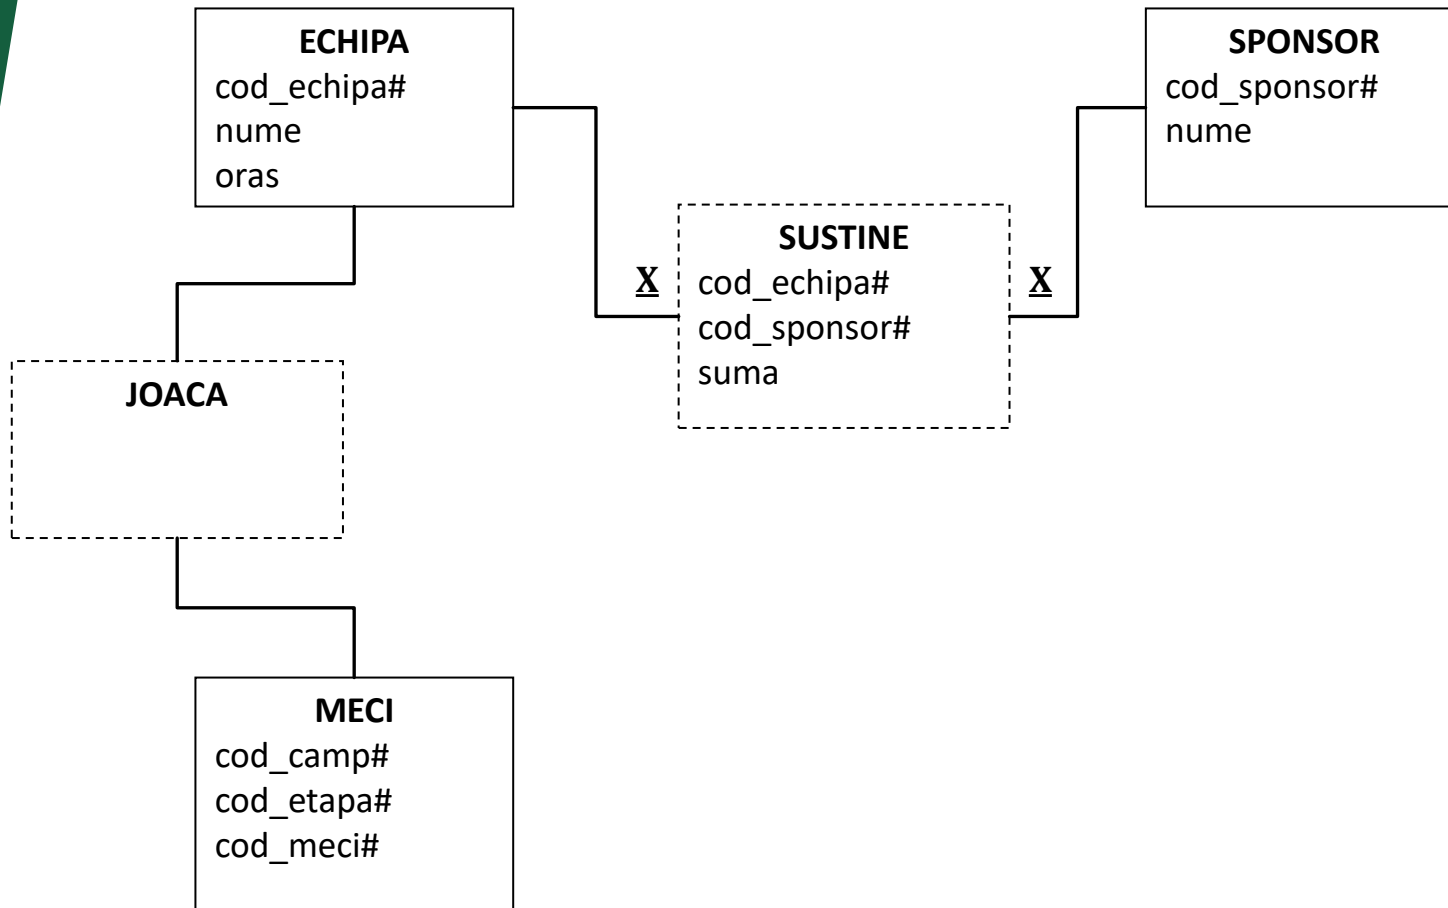 ECHIPA
cod_echipa#
nume
oras
SPONSOR
cod_sponsor#
nume
SUSTINE
X
cod_echipa#
X
cod_sponsor#
suma
JOACA
MECI
cod_camp#
cod_etapa#
cod_meci#